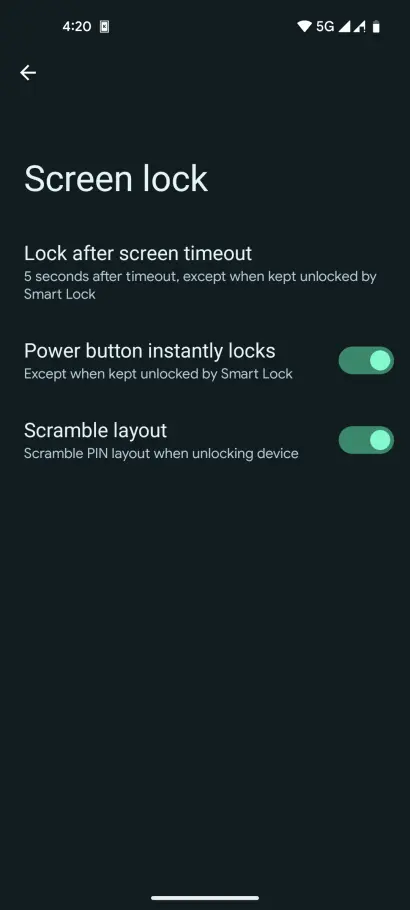 4:20
5G
Screen lock
Lock after screen timeout
5 seconds after timeout, except when kept unlocked by
Smart Lock
Power button instantly locks
Except when kept unlocked by Smart Lock
Scramble layout
Scramble PIN layout when unlocking device